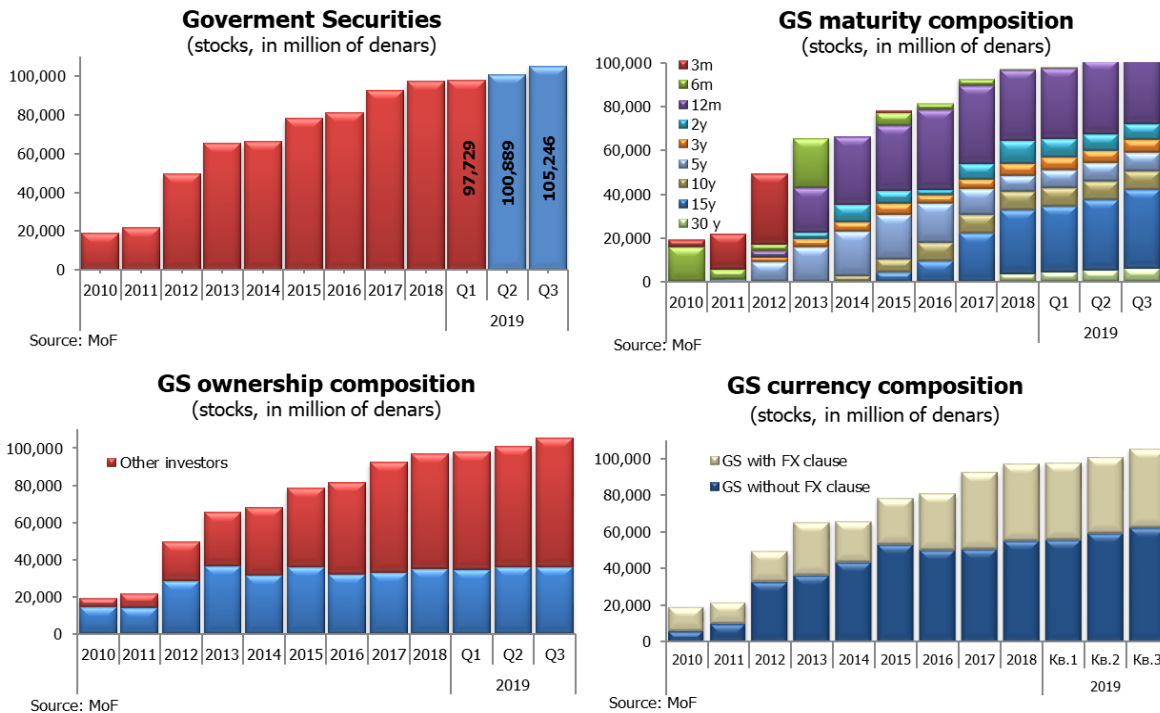 Goverment Securities
(stocks, in million of denars)
100,000
80,000
60,000
40,000
20,000
0
97,729
100,889
105,246
2010 2011 2012 2013 2014 2015 2016 2017 2018 Q1 Q2 Q3
2019
Source: MoF
GS maturity composition
(stocks, in million of denars)
100,000
80,000
60,000
40,000
20,000
0
3m
6m
12m
2y
3y
5y
10y
15y
30 y
2010 2011 2012 2013 2014 2015 2016 2017 2018 Q1 Q2 Q3
2019
Source: MoF
GS ownership composition
(stocks, in million of denars)
100,000
80,000
60,000
40,000
20,000
0
Other investors
2010 2011 2012 2013 2014 2015 2016 2017 2018 Q1 Q2 Q3
2019
Source: MoF
GS currency composition
(stocks, in million of denars)
100,000
80,000
60,000
40,000
20,000
0
GS with FX clause
GS without FX clause
2010 2011 2012 2013 2014 2015 2016 2017 2018 Кв.1 Кв.2 Кв.3
2019
Source: MoF